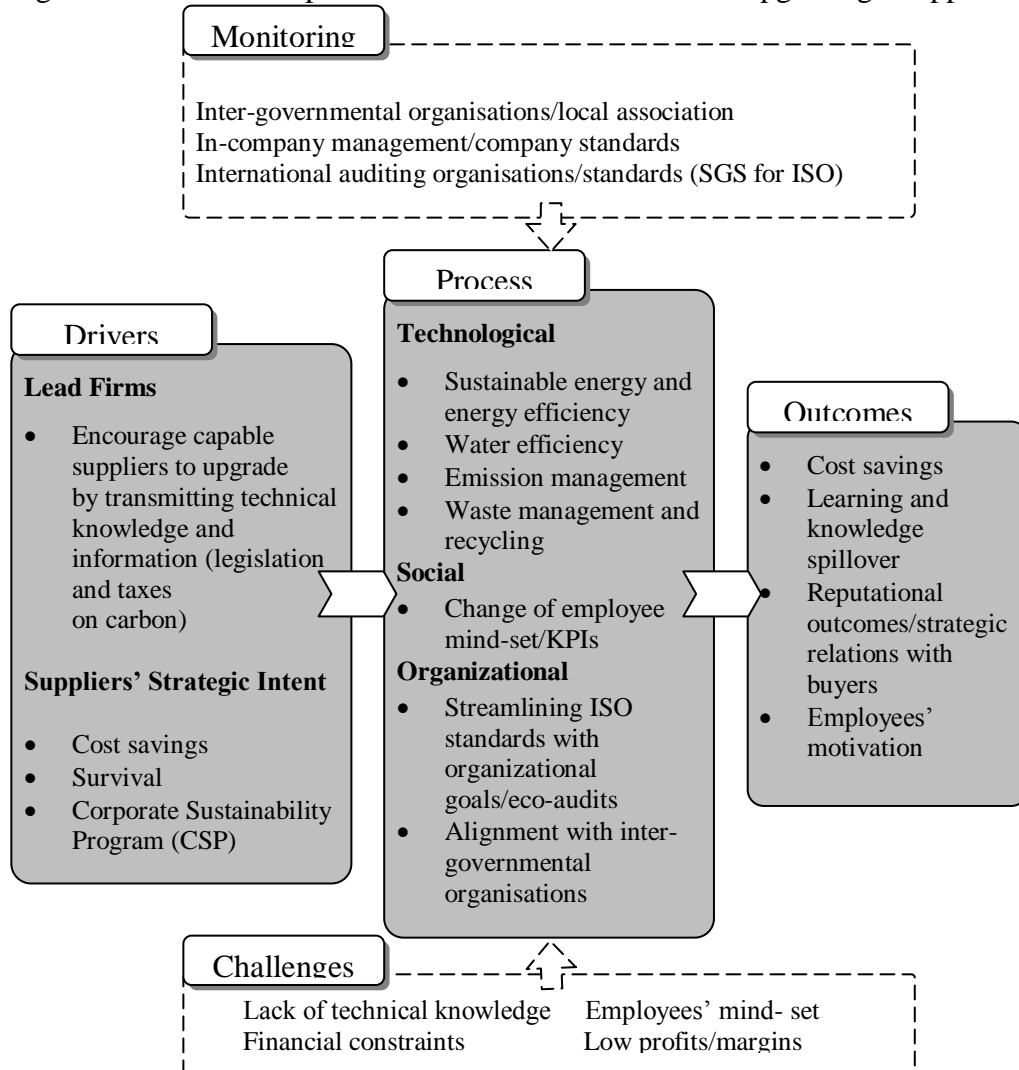 Monitoring
Inter-governmental organisations/local association
In-company management/company standards
International auditing organisations/standards (SGS for ISO)
Drivers
Lead Firms
• Encourage capable
suppliers to upgrade
by transmitting technical
knowledge and
information (legislation
and taxes
on carbon)
Suppliers’ Strategic Intent
• Cost savings
• Survival
• Corporate Sustainability
Program (CSP)
Process
Technological
• Sustainable energy and
energy efficiency
• Water efficiency
• Emission management
• Waste management and
recycling
Social
• Change of employee
mind-set/KPIs
Organizational
• Streamlining ISO
standards with
organizational
goals/eco-audits
• Alignment with inter-
governmental
organisations
Outcomes
• Cost savings
• Learning and
knowledge
spillover
• Reputational
outcomes/strategic
relations with
buyers
• Employees’
motivation
Challenges
Lack of technical knowledge Employees’ mind- set
Financial constraints Low profits/margins